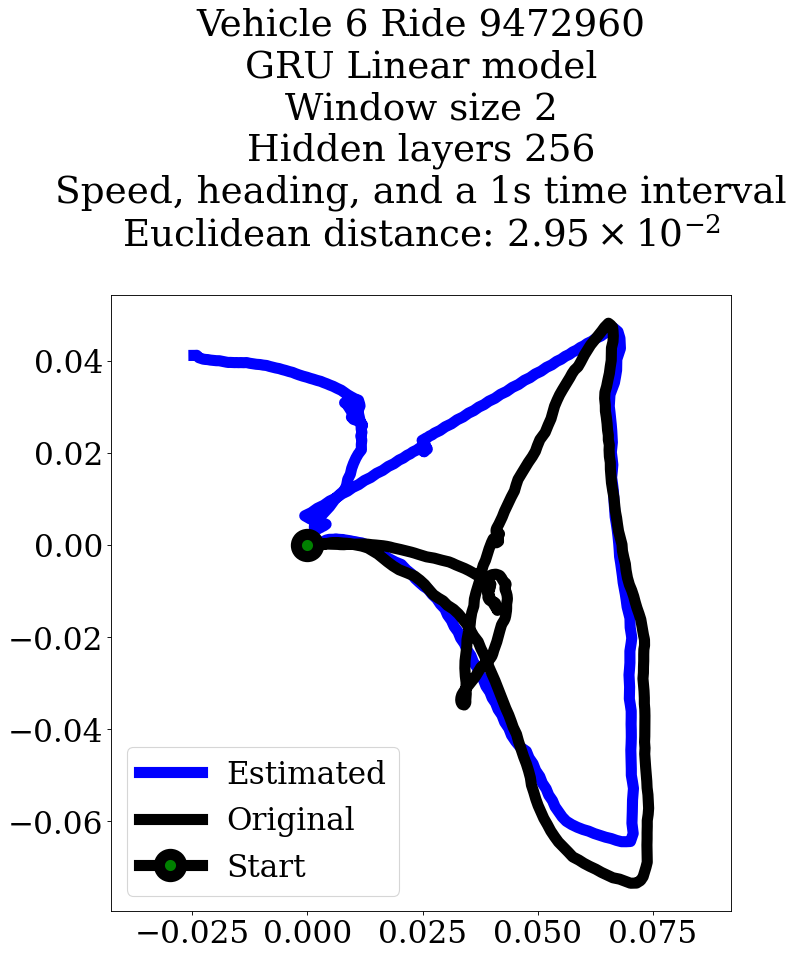 Vehicle 6 Ride 9472960
GRU Linear model
Window size 2
Hidden layers 256
Speed, heading, and a 1s time interval
Euclidean distance: 2.95 × 10⁻²
0.04
0.02
0.00
−0.02
−0.04
−0.06
Estimated
Original
Start
−0.025 0.000 0.025 0.050 0.075